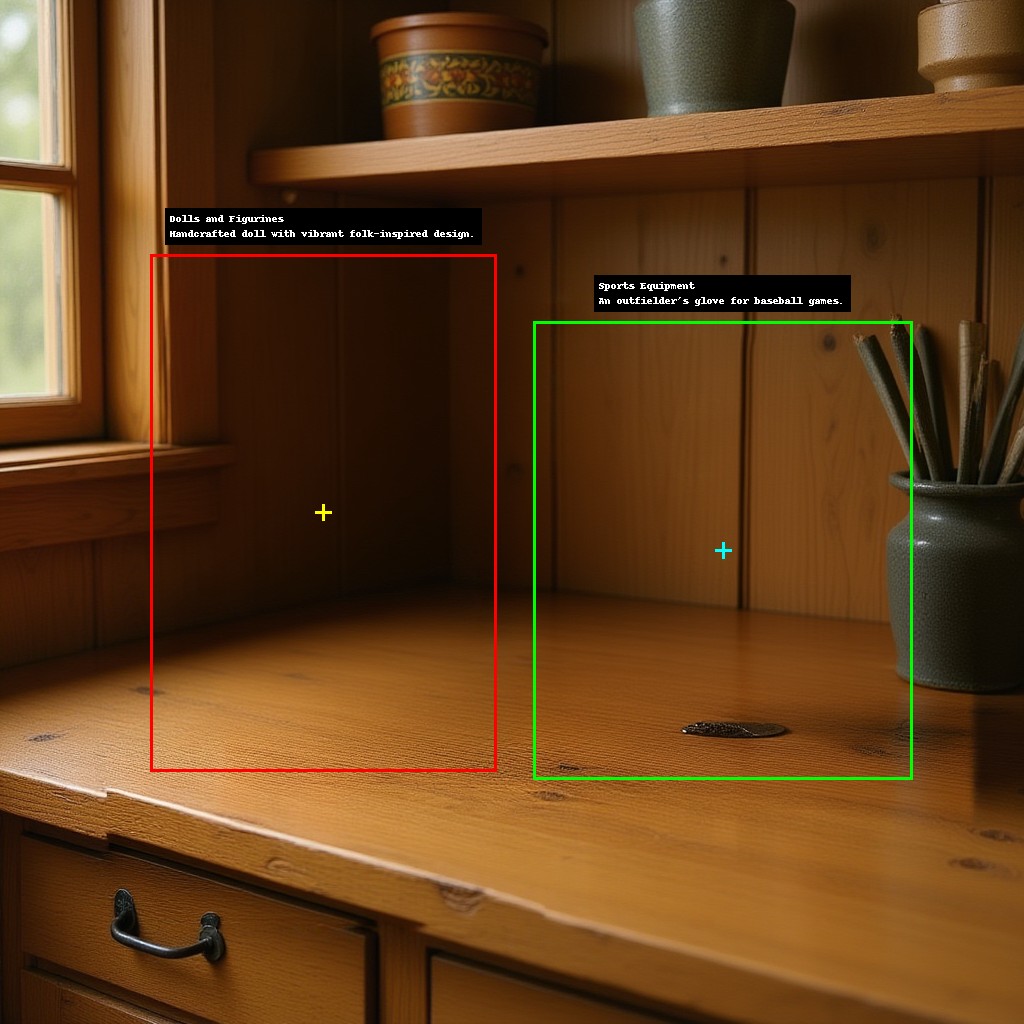 Dolls and Figurines
Handcrafted doll with vibrant folk-inspired design.
Sports Equipment
An outfielder's glove for baseball games.